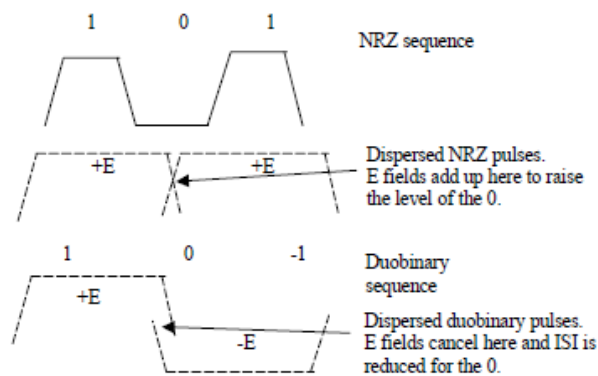 1 0 1
NRZ sequence
+E +E
Dispersed NRZ pulses.
E fields add up here to raise
the level of the 0.
1 0 -1
Duobinary
sequence
+E
-E
Dispersed duobinary pulses.
E fields cancel here and ISI is
reduced for the 0.